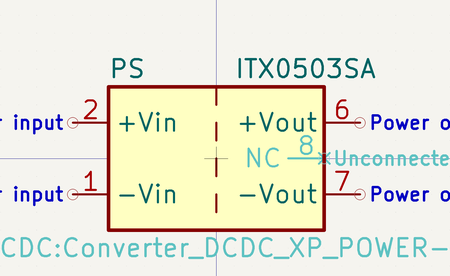 PS ITX0503SA
2 6
r input +Vin +Vout Power o
NC 8 Unconnecte
1 7
r input -Vin -Vout Power o
CDC:Converter_DCDC_XP_POWER-